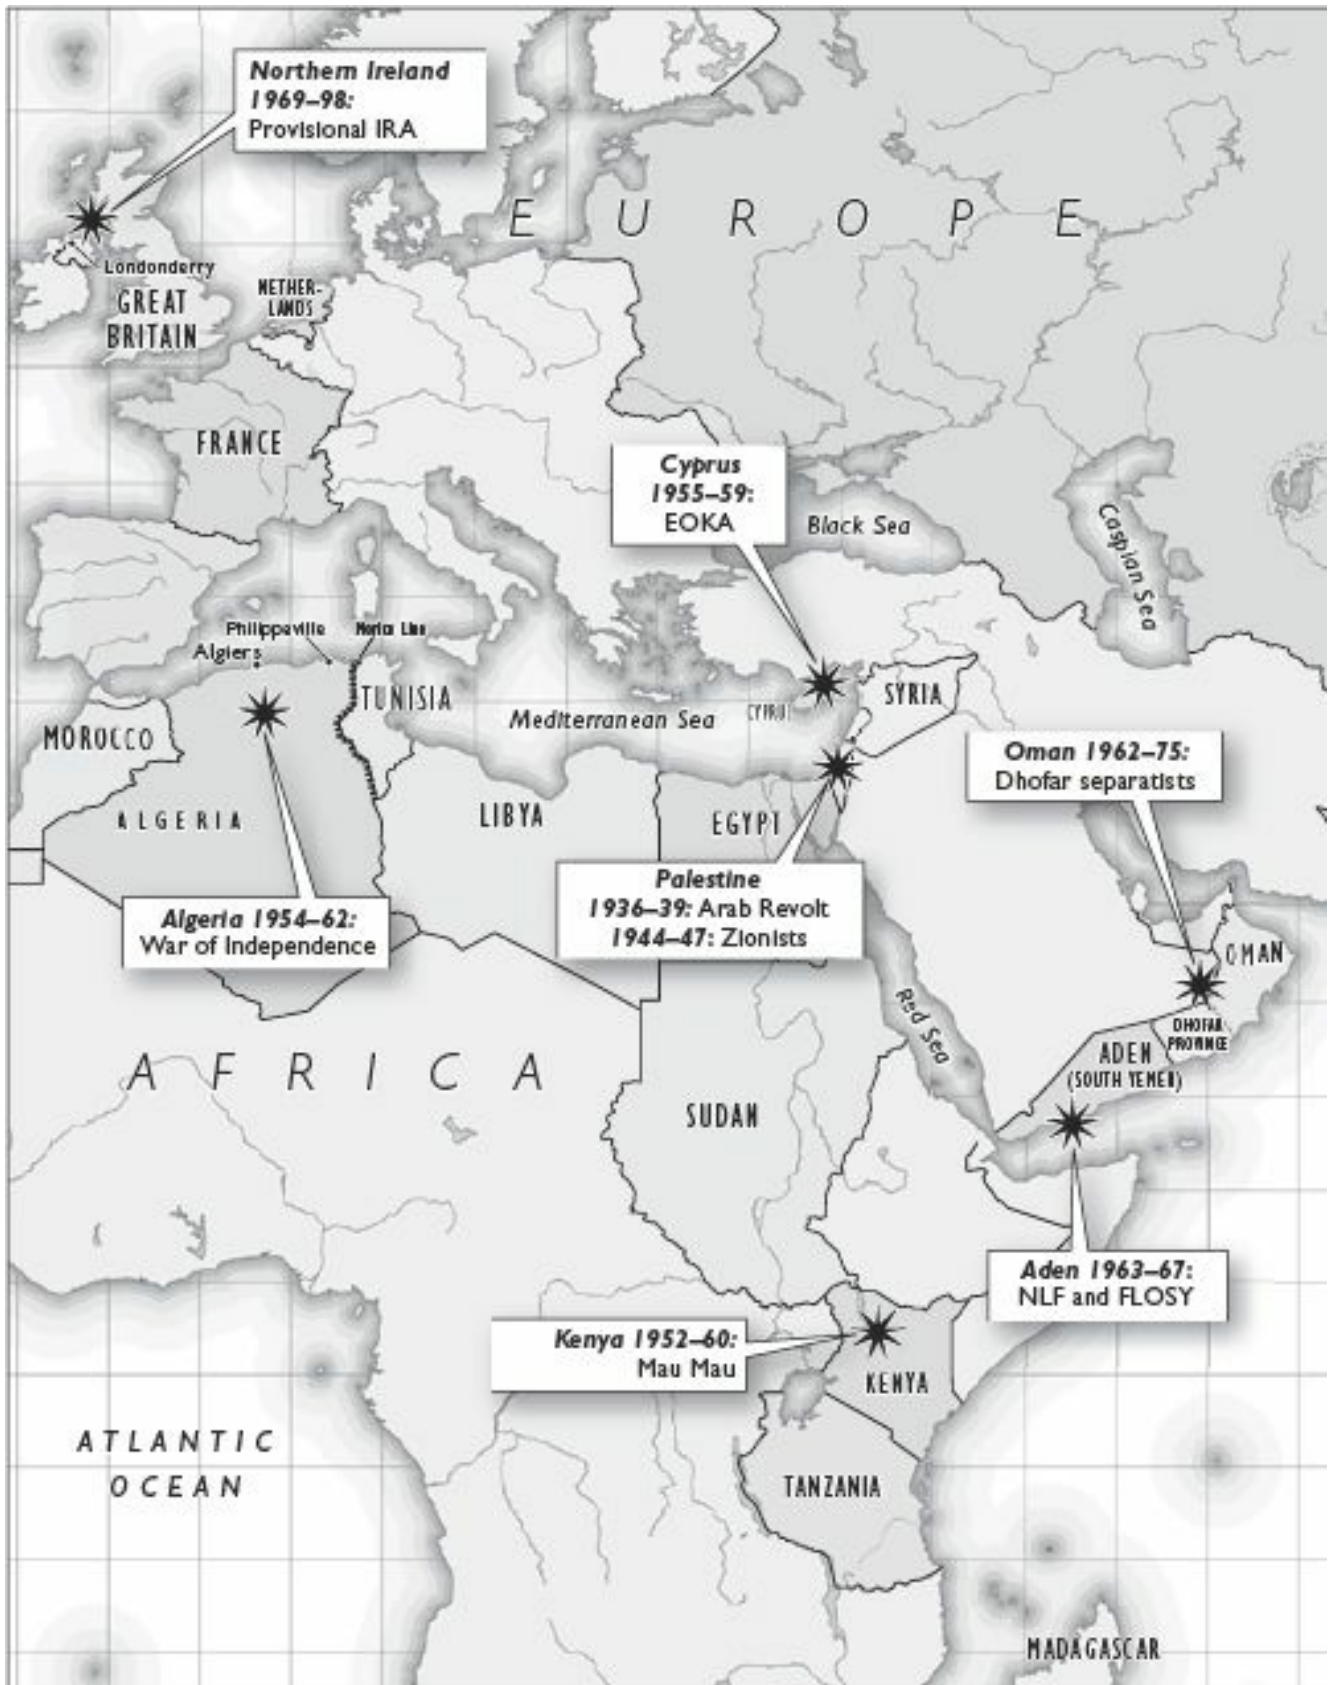 Northern Ireland
1969–98:
Provisional IRA
E U R O P E
Londonderry
GREAT
BRITAIN
NETHER-
LANDS
FRANCE
Cyprus
1955–59:
EOKA
Black Sea
Caspian Sea
Philippeville
Morice Line
Algiers
TUNISIA
SYRIA
CYPRUS
Mediterranean Sea
MOROCCO
Oman 1962–75:
Dhofar separatists
ALGERIA
LIBYA
EGYPT
Palestine
1936–39: Arab Revolt
1944–47: Zionists
Algeria 1954–62:
War of Independence
OMAN
Red Sea
DHOFAR
PROVINCE
ADEN
(SOUTH YEMEN)
A F R I C A
SUDAN
Aden 1963–67:
NLF and FLOSY
Kenya 1952–60:
Mau Mau
KENYA
ATLANTIC
OCEAN
TANZANIA
MADAGASCAR